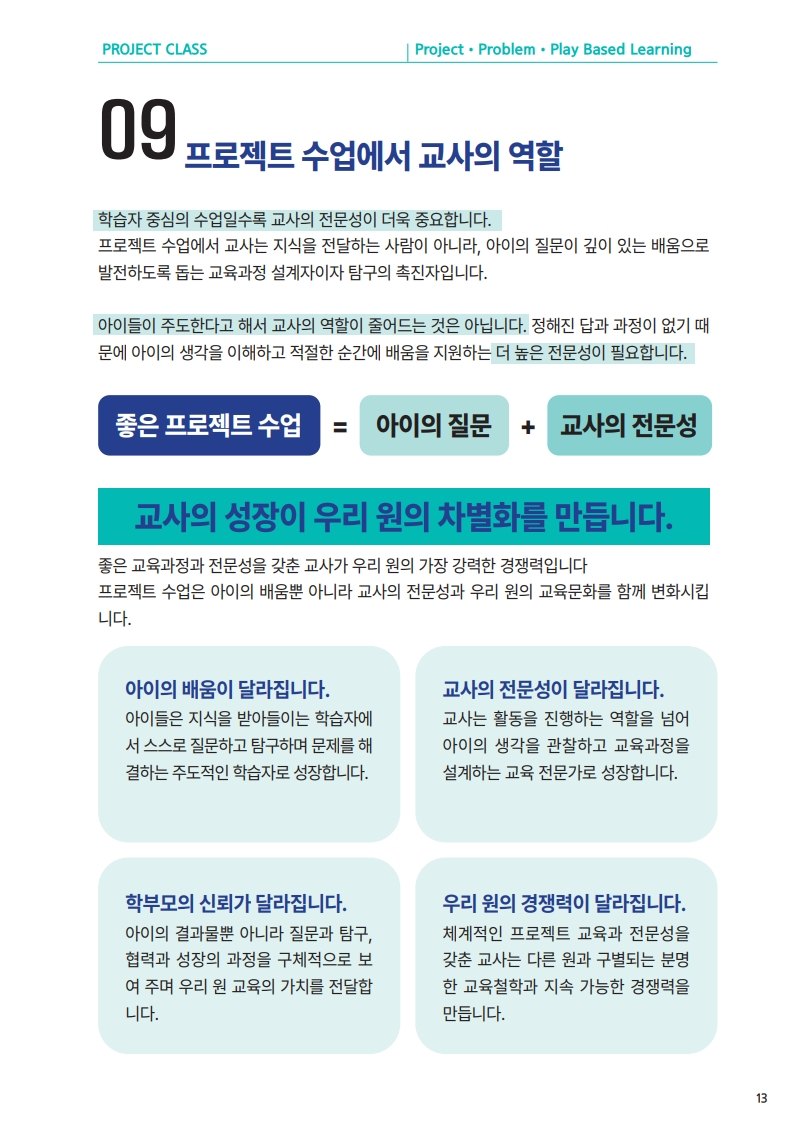 PROJECT CLASS
Project • Problem • Play Based Learning
09 프로젝트 수업에서 교사의 역할
학습자 중심의 수업일수록 교사의 전문성이 더욱 중요합니다.
프로젝트 수업에서 교사는 지식을 전달하는 사람이 아니라, 아이의 질문이 깊이 있는 배움으로
발전하도록 돕는 교육과정 설계자이자 탐구의 촉진자입니다.
아이들이 주도한다고 해서 교사의 역할이 줄어드는 것은 아닙니다. 정해진 답과 과정이 없기 때
문에 아이의 생각을 이해하고 적절한 순간에 배움을 지원하는 더 높은 전문성이 필요합니다.
좋은 프로젝트 수업 = 아이의 질문 + 교사의 전문성
교사의 성장이 우리 원의 차별화를 만듭니다.
좋은 교육과정과 전문성을 갖춘 교사가 우리 원의 가장 강력한 경쟁력입니다
프로젝트 수업은 아이의 배움뿐 아니라 교사의 전문성과 우리 원의 교육문화를 함께 변화시킵
니다.
아이의 배움이 달라집니다.
아이들은 지식을 받아들이는 학습자에
서 스스로 질문하고 탐구하며 문제를 해
결하는 주도적인 학습자로 성장합니다.
교사의 전문성이 달라집니다.
교사는 활동을 진행하는 역할을 넘어
아이의 생각을 관찰하고 교육과정을
설계하는 교육 전문가로 성장합니다.
학부모의 신뢰가 달라집니다.
아이의 결과물뿐 아니라 질문과 탐구,
협력과 성장의 과정을 구체적으로 보
여 주며 우리 원 교육의 가치를 전달합
니다.
우리 원의 경쟁력이 달라집니다.
체계적인 프로젝트 교육과 전문성을
갖춘 교사는 다른 원과 구별되는 분명
한 교육철학과 지속 가능한 경쟁력을
만듭니다.
13